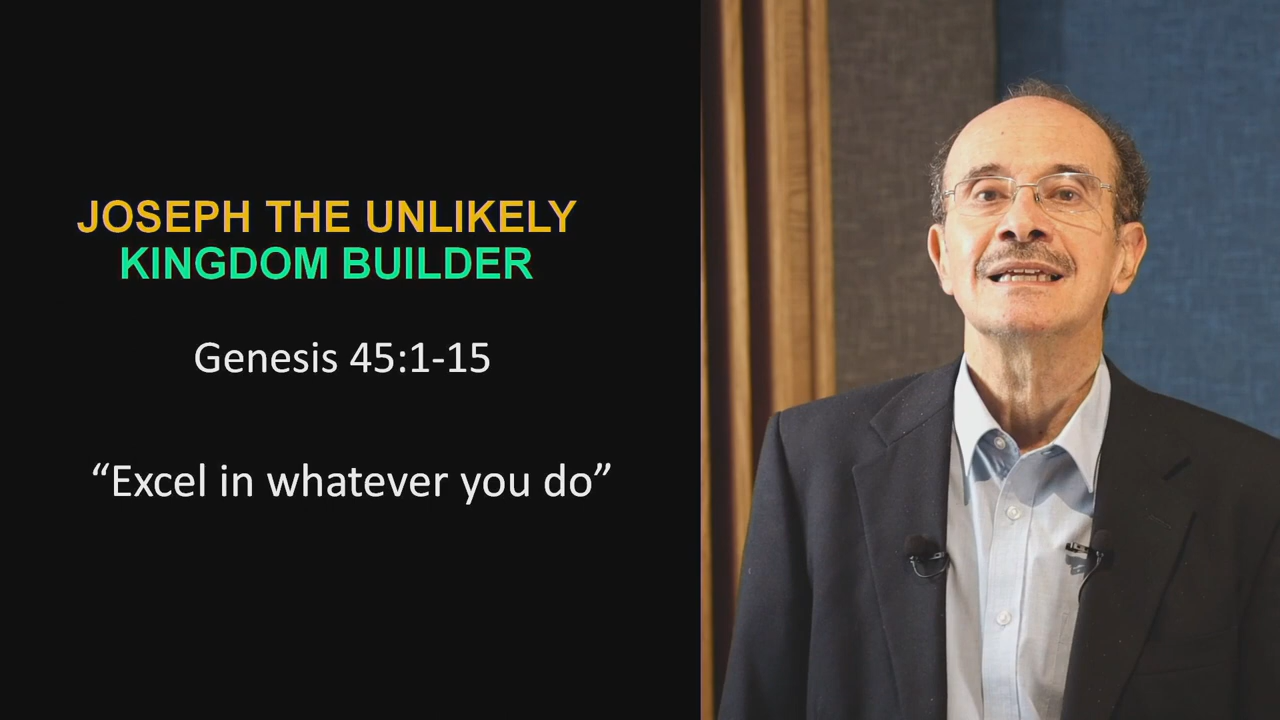 JOSEPH THE UNLIKELY
KINGDOM BUILDER
Genesis 45:1-15
“Excel in whatever you do”